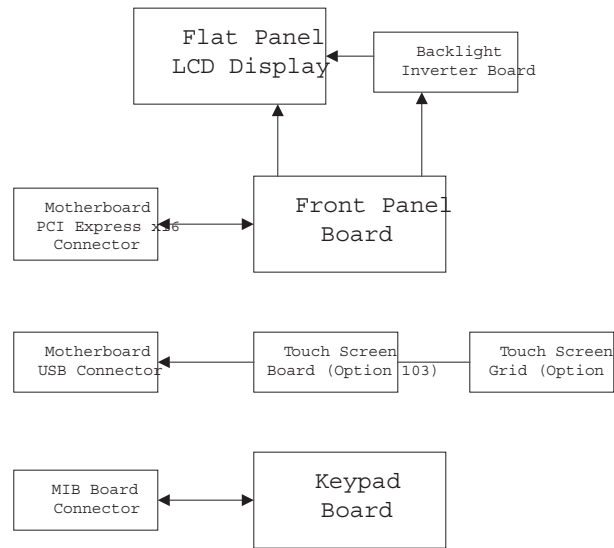 Flat Panel
LCD Display
Backlight
Inverter Board
Motherboard
PCI Express x16
Connector
Front Panel
Board
Motherboard
USB Connector
Touch Screen
Board (Option 103)
Touch Screen
Grid (Option
MIB Board
Connector
Keypad
Board